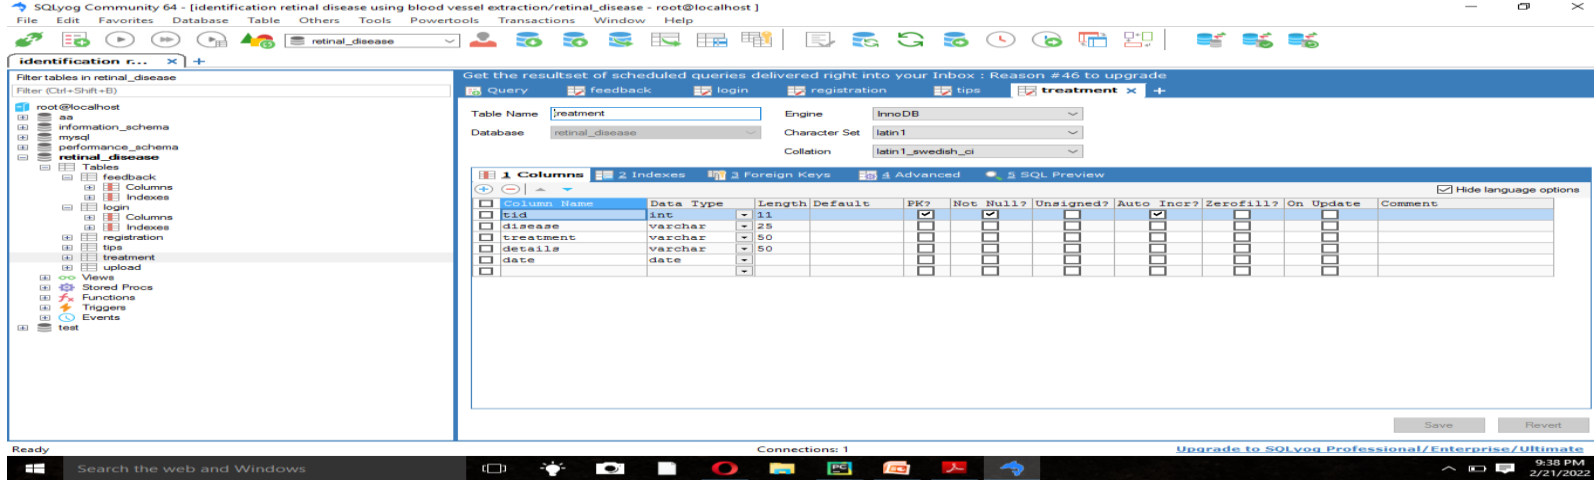 SQLyog Community 64 - [identification retinal disease using blood vessel extraction/retinal_disease - root@localhost ]
File Edit Favorites Database Table Others Tools Powertools Transactions Window Help
retinal_disease
identification r... × +
Filter tables in retinal_disease
Filter (Ctrl+Shift+B)
root@localhost
aa
information_schema
mysql
performance_schema
retinal_disease
Tables
feedback
Columns
Indexes
login
Columns
Indexes
registration
tips
treatment
upload
Views
Stored Procs
Functions
Triggers
Events
test
Get the resultset of scheduled queries delivered right into your Inbox : Reason #46 to upgrade
Query feedback login registration tips treatment × +
Table Name treatment Engine InnoDB
Database retinal_disease Character Set latin1
Collation latin1_swedish_ci
1 Columns 2 Indexes 3 Foreign Keys 4 Advanced 5 SQL Preview
Hide language options
Column Name Data Type Length Default PK? Not Null? Unsigned? Auto Incr? Zerofill? On Update Comment
tid int 11
disease varchar 25
treatment varchar 50
details varchar 50
date date
Save Revert
Ready Connections: 1 Upgrade to SQLyog Professional/Enterprise/Ultimate
Search the web and Windows
PC
9:38 PM
2/21/2022